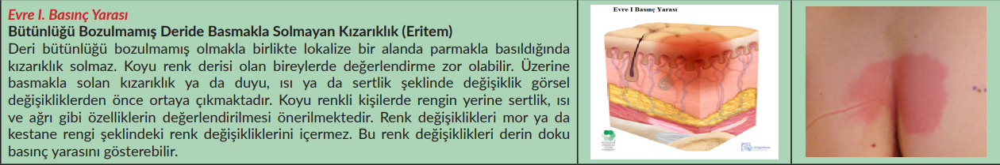 Evre I. Basınç Yarası
Bütünlüğü Bozulmamış Deride Basmakla Solmayan Kızarıklık (Eritem)
Deri bütünlüğü bozulmamış olmakla birlikte lokalize bir alanda parmakla basıldığında
kızarıklık solmaz. Koyu renk derisi olan bireylerde değerlendirme zor olabilir. Üzerine
basmakla solan kızarıklık ya da duyu, ısı ya da sertlik şeklinde değişiklik görsel
değişikliklerden önce ortaya çıkmaktadır. Koyu renkli kişilerde rengin yerine sertlik, ısı
ve ağrı gibi özelliklerin değerlendirilmesi önerilmektedir. Renk değişiklikleri mor ya da
kestane rengi şeklindeki renk değişikliklerini içermez. Bu renk değişiklikleri derin doku
basınç yarasını gösterebilir.
Evre I Basınç Yarası